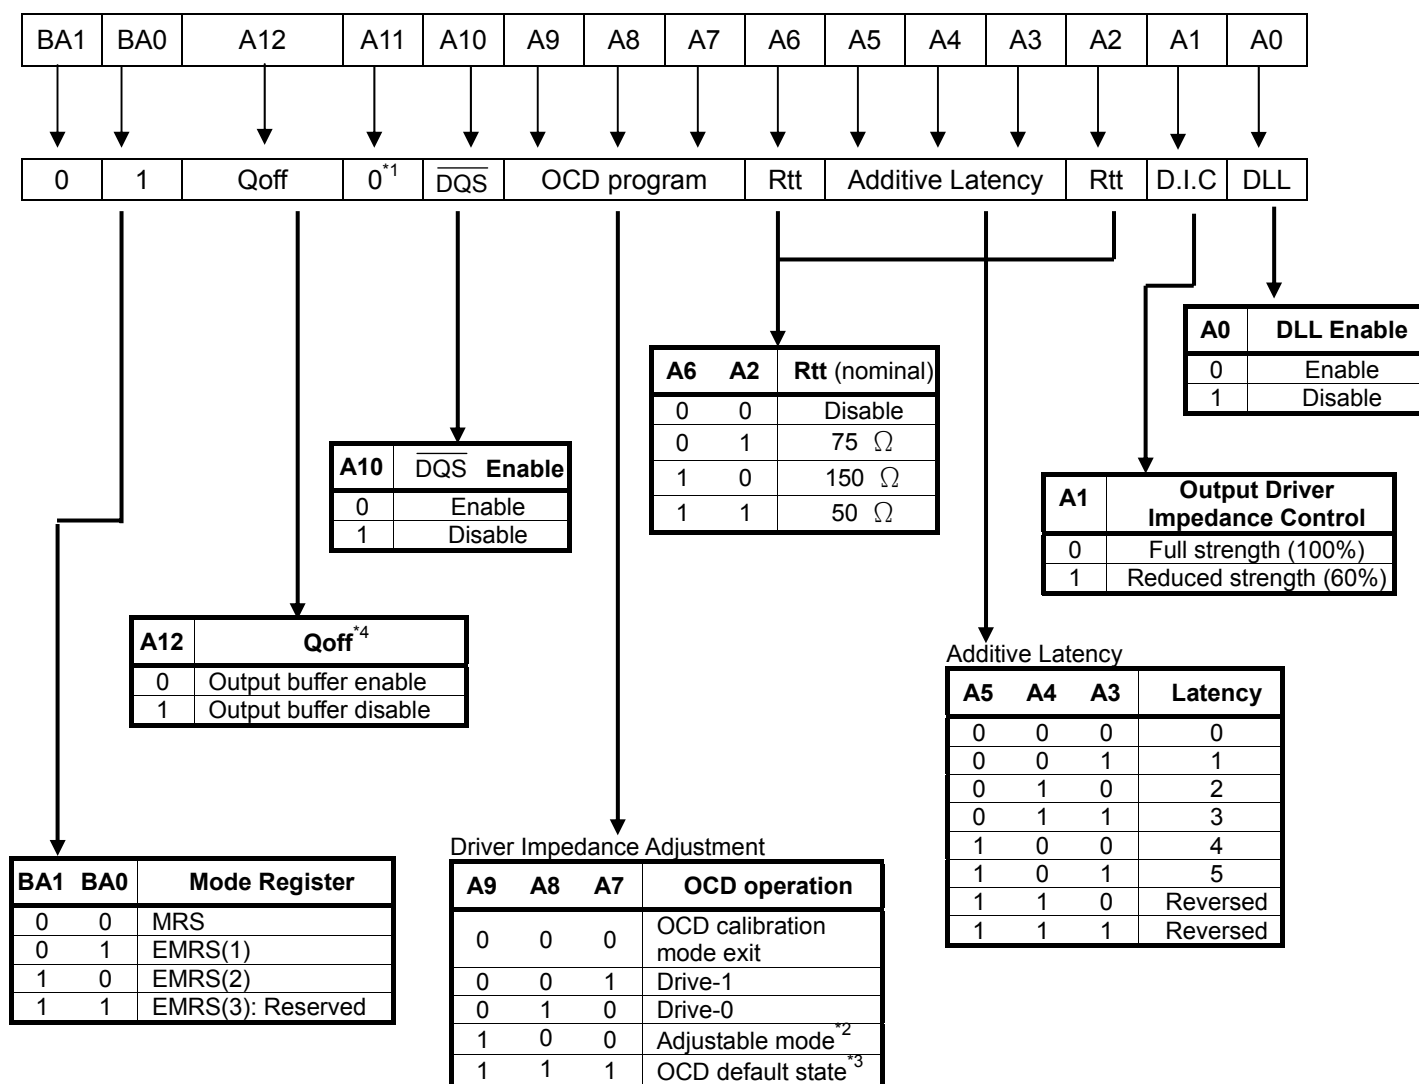 BA1 BA0 A12 A11 A10 A9 A8 A7 A6 A5 A4 A3 A2 A1 A0
0 1 Qoff 0*1 DQS OCD program Rtt Additive Latency Rtt D.I.C DLL
A0 DLL Enable
0 Enable
1 Disable
A6 A2 Rtt (nominal)
0 0 Disable
0 1 75 Ω
1 0 150 Ω
1 1 50 Ω
A10 DQS Enable
0 Enable
1 Disable
A1 Output Driver
Impedance Control
0 Full strength (100%)
1 Reduced strength (60%)
A12 Qoff*4
0 Output buffer enable
1 Output buffer disable
Additive Latency
A5 A4 A3 Latency
0 0 0 0
0 0 1 1
0 1 0 2
0 1 1 3
1 0 0 4
1 0 1 5
1 1 0 Reversed
1 1 1 Reversed
BA1 BA0 Mode Register
0 0 MRS
0 1 EMRS(1)
1 0 EMRS(2)
1 1 EMRS(3): Reserved
Driver Impedance Adjustment
A9 A8 A7 OCD operation
0 0 0 OCD calibration
mode exit
0 0 1 Drive-1
0 1 0 Drive-0
1 0 0 Adjustable mode*2
1 1 1 OCD default state*3